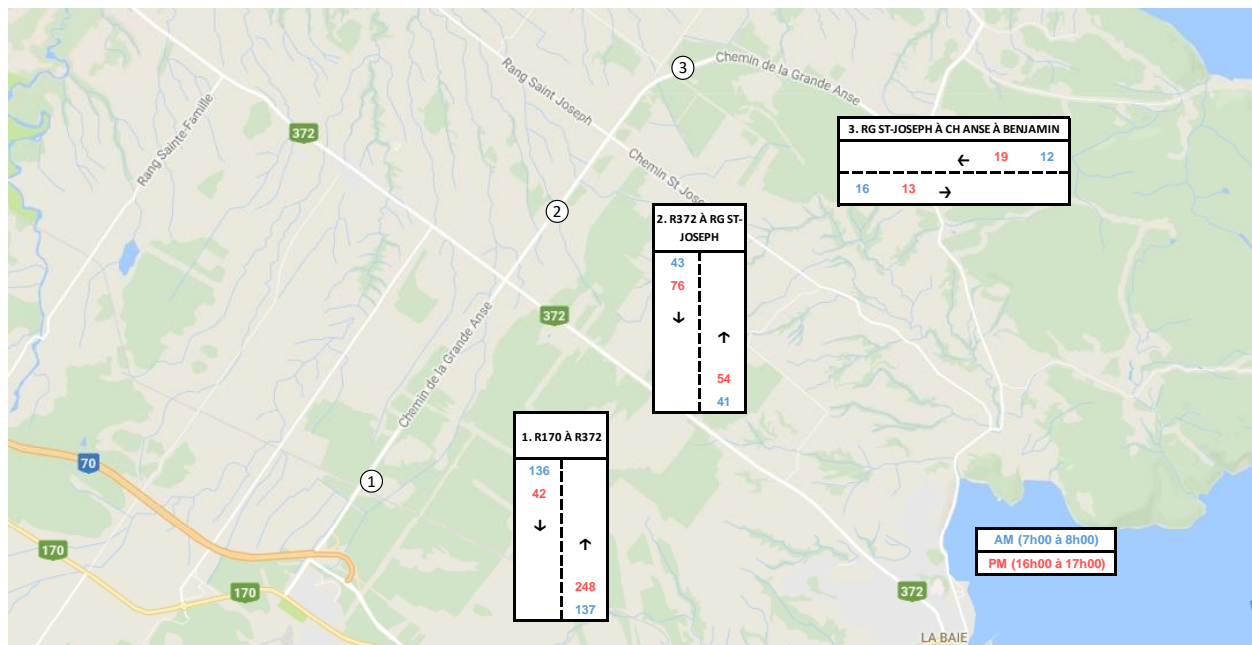 Chemin de la Grande Anse
3
Rang Saint Joseph
Rang Sainte-Famille
372
3. RG ST-JOSEPH À CH ANSE À BENJAMIN
← 19 12
16 13 →
Chemin St Jose
2
2. R372 À RG ST-
JOSEPH
43
76
↓
↑
54
41
372
Chemin de la Grande Anse
1. R170 À R372
136
42
↓
↑
248
137
1
70
170
170
AM (7h00 à 8h00)
PM (16h00 à 17h00)
372
LA BAIE